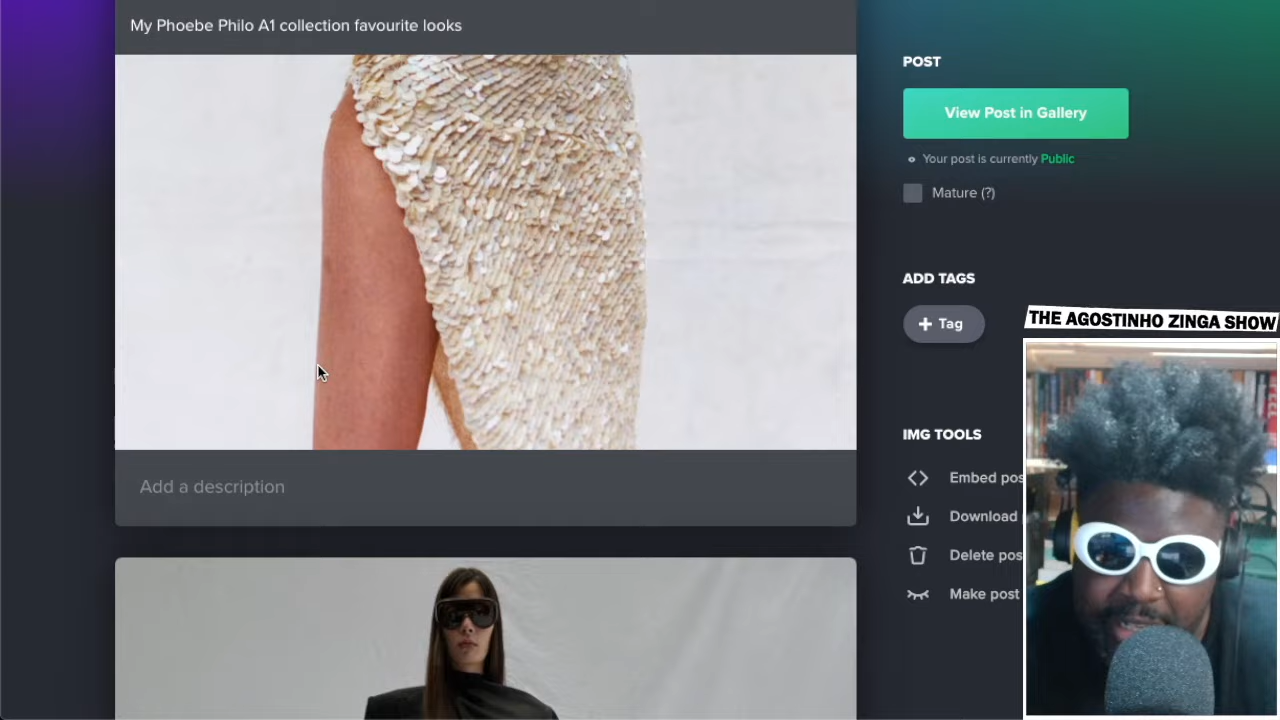 My Phoebe Philo A1 collection favourite looks
POST
View Post in Gallery
Your post is currently Public
Mature (?)
ADD TAGS
+ Tag
THE AGOSTINHO ZINGA SHOW
IMG TOOLS
Embed pos
Download
Delete pos
Make post
Add a description